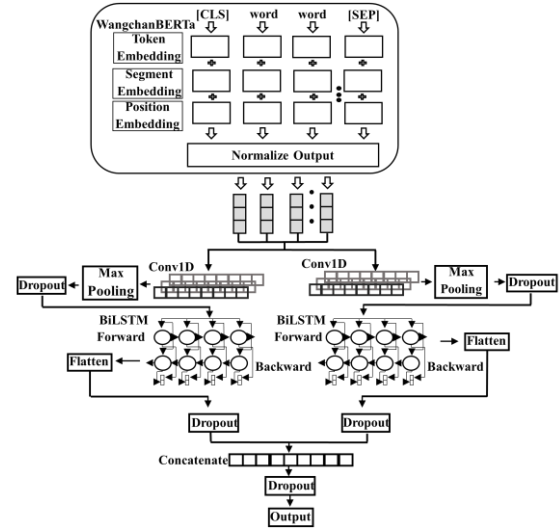 WangchanBERTa
[CLS] word word [SEP]
Token
Embedding
Segment
Embedding
Position
Embedding
Normalize Output
Conv1D
Max
Pooling
Dropout
Conv1D
Max
Pooling
Dropout
BiLSTM
Forward
Backward
Flatten
BiLSTM
Forward
Backward
Flatten
Dropout
Dropout
Concatenate
Dropout
Output